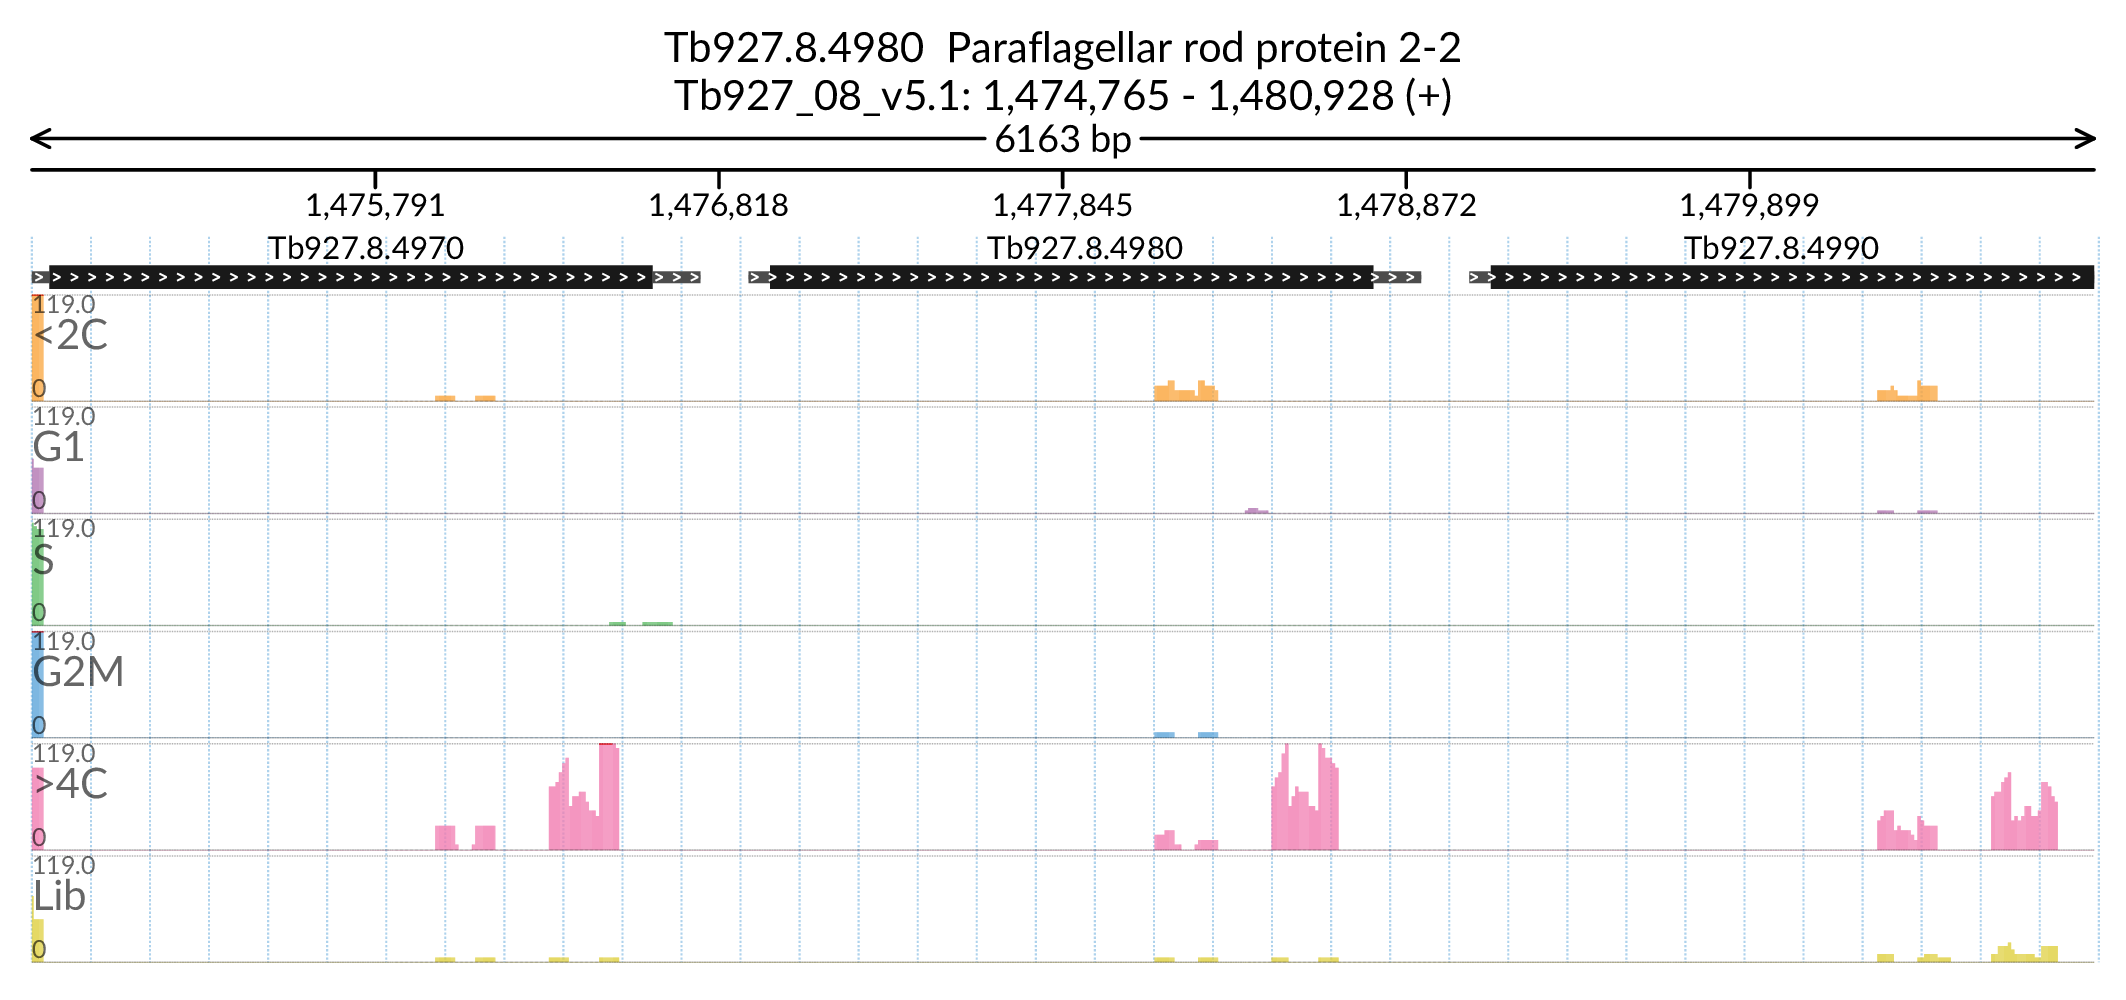 Tb927.8.4980  Paraflagellar rod protein 2-2
Tb927_08_v5.1: 1,474,765 - 1,480,928 (+)
6163 bp
1,475,791 1,476,818 1,477,845 1,478,872 1,479,899
Tb927.8.4970 Tb927.8.4980 Tb927.8.4990
119.0
<2C
0
119.0
G1
0
119.0
S
0
119.0
G2M
0
119.0
>4C
0
119.0
Lib
0